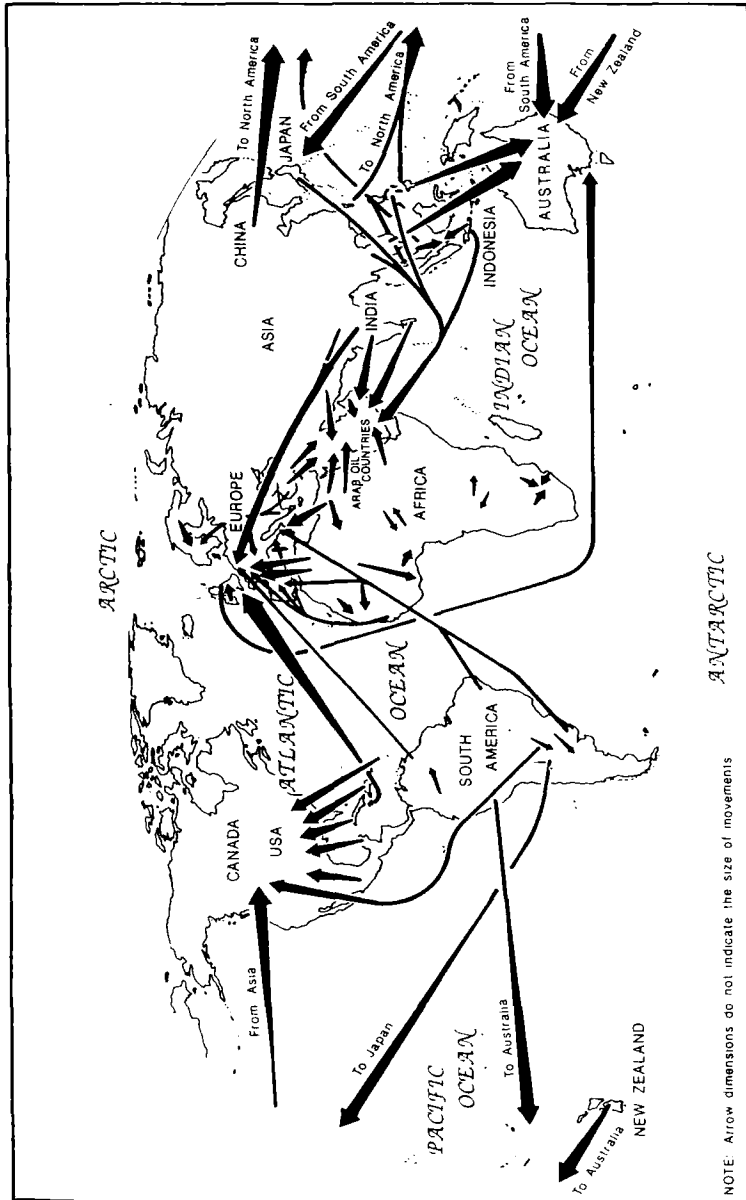 ARCTIC
CANADA
USA
From Asia
ATLANTIC
OCEAN
EUROPE
ASIA
CHINA
JAPAN
To North America
From South America
To North America
INDIA
ARAB OIL
COUNTRIES
AFRICA
INDONESIA
INDIAN
OCEAN
AUSTRALIA
From
South America
From
New Zealand
SOUTH
AMERICA
To Japan
To Australia
PACIFIC
OCEAN
NEW ZEALAND
To Australia
ANTARCTIC
NOTE: Arrow dimensions do not indicate the size of movements